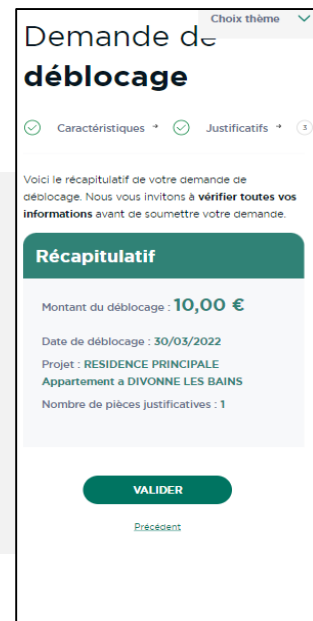 Choix thème
Demande de
déblocage
Caractéristiques → Justificatifs → 3
Voici le récapitulatif de votre demande de
déblocage. Nous vous invitons à vérifier toutes vos
informations avant de soumettre votre demande.
Récapitulatif
Montant du déblocage : 10,00 €
Date de déblocage : 30/03/2022
Projet : RESIDENCE PRINCIPALE
Appartement a DIVONNE LES BAINS
Nombre de pièces justificatives : 1
VALIDER
Précédent